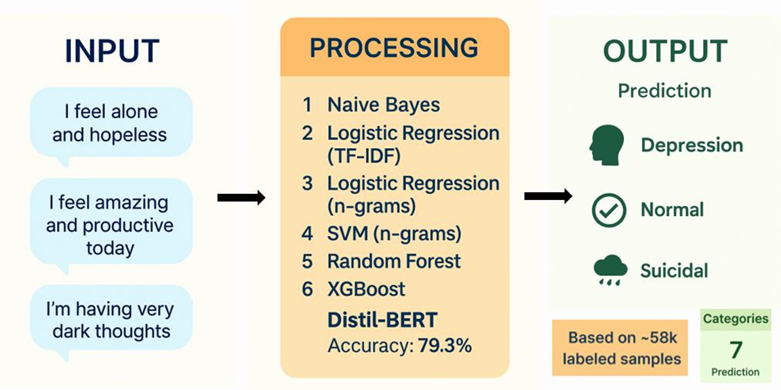 INPUT
I feel alone
and hopeless
I feel amazing
and productive
today
I'm having very
dark thoughts
PROCESSING
1 Naive Bayes
2 Logistic Regression
(TF-IDF)
3 Logistic Regression
(n-grams)
4 SVM (n-grams)
5 Random Forest
6 XGBoost
Distil-BERT
Accuracy: 79.3%
OUTPUT
Prediction
Depression
Normal
Suicidal
Based on ~58k
labeled samples
Categories
7
Prediction